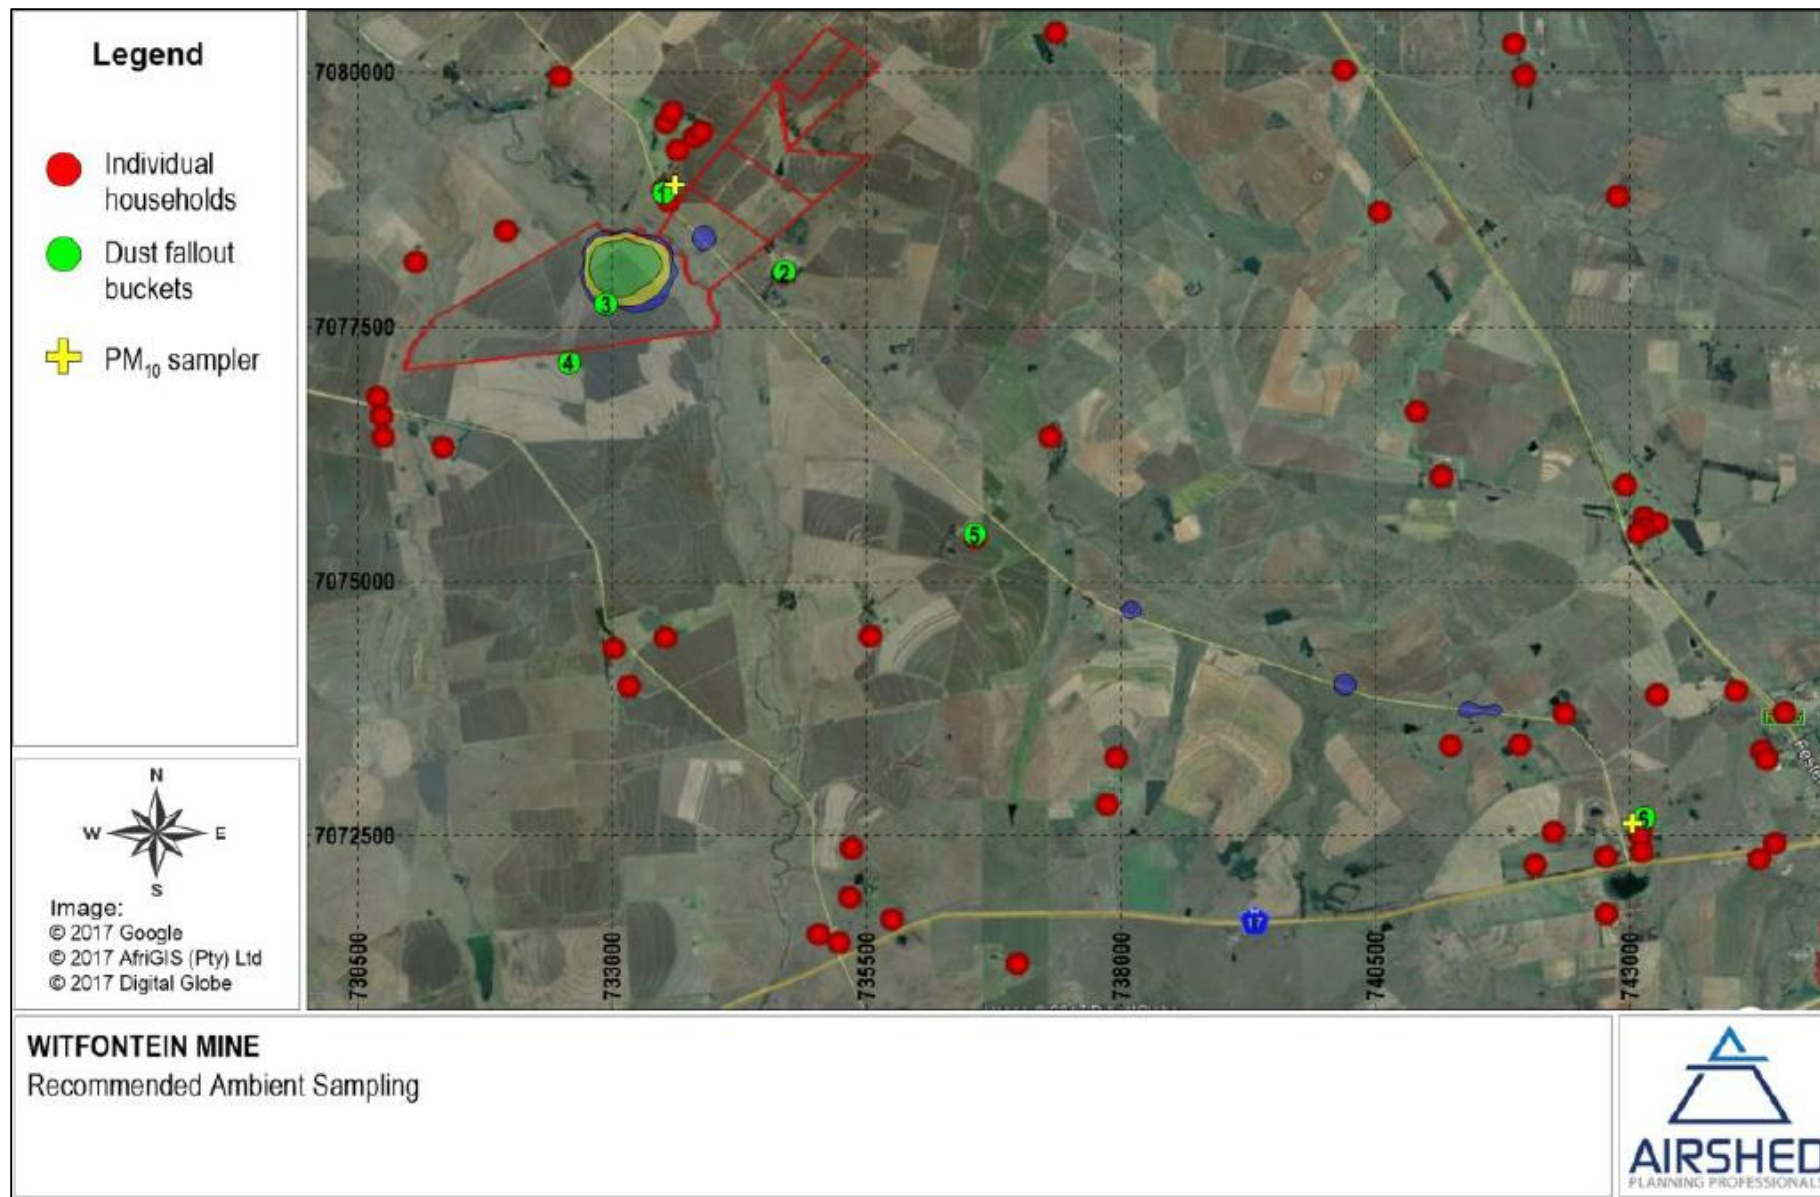 Legend
Individual
households
Dust fallout
buckets
PM₁₀ sampler
N
W
E
S
Image:
© 2017 Google
© 2017 AfriGIS (Pty) Ltd
© 2017 Digital Globe
7080000
7077500
7075000
7072500
1
2
3
4
5
6
17
730500
733000
735500
738000
740500
743000
WITFONTEIN MINE
Recommended Ambient Sampling
AIRSHED
PLANNING PROFESSIONALS